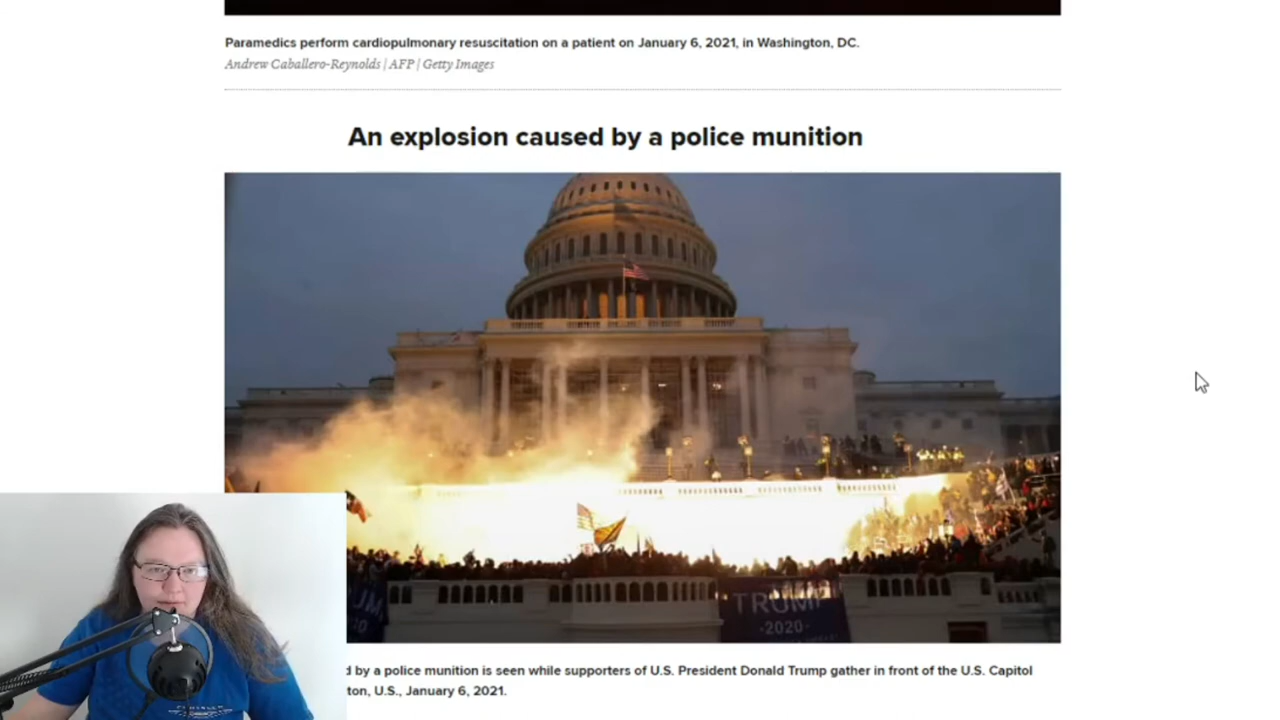 Paramedics perform cardiopulmonary resuscitation on a patient on January 6, 2021, in Washington, DC.
Andrew Caballero-Reynolds | AFP | Getty Images
An explosion caused by a police munition
TRUMP
-2020-
d by a police munition is seen while supporters of U.S. President Donald Trump gather in front of the U.S. Capitol
ton, U.S., January 6, 2021.